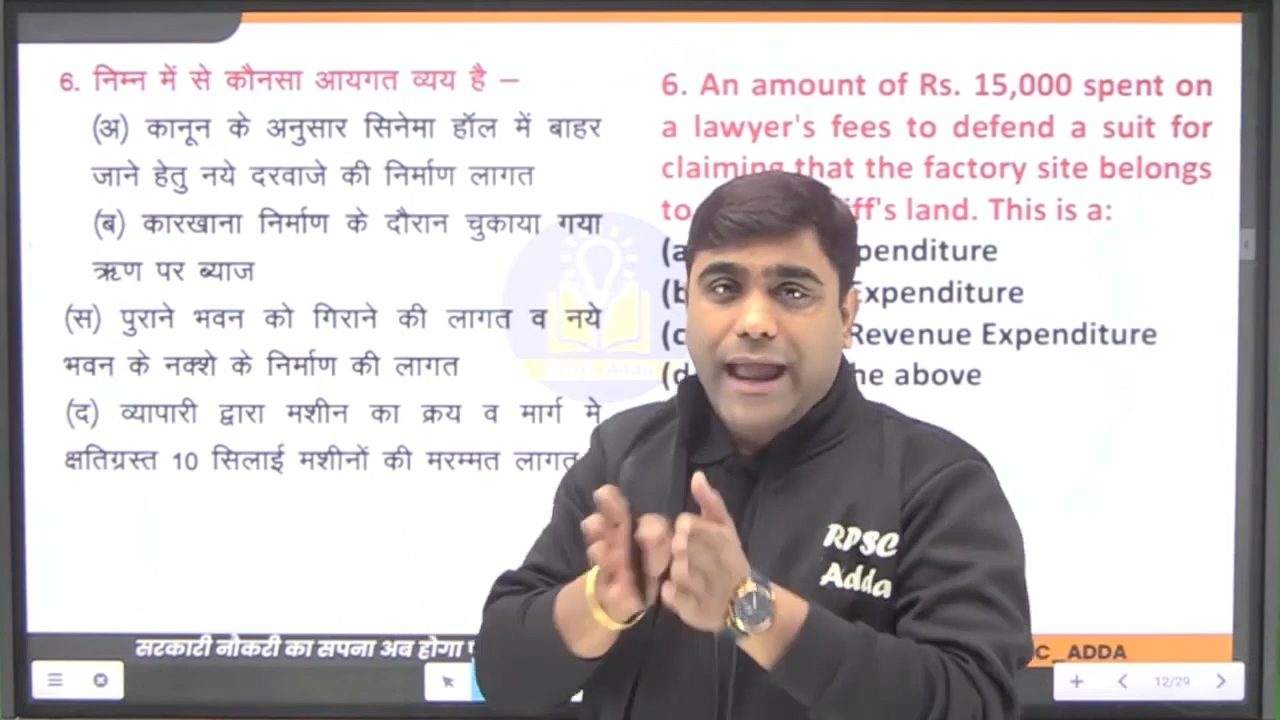 6. निम्न में से कौनसा आयगत व्यय है –
(अ) कानून के अनुसार सिनेमा हॉल में बाहर
जाने हेतु नये दरवाजे की निर्माण लागत
(ब) कारखाना निर्माण के दौरान चुकाया गया
ऋण पर ब्याज
(स) पुराने भवन को गिराने की लागत व नये
भवन के नक्शे के निर्माण की लागत
(द) व्यापारी द्वारा मशीन का क्रय व मार्ग मे
क्षतिग्रस्त 10 सिलाई मशीनों की मरम्मत लागत
6. An amount of Rs. 15,000 spent on
a lawyer's fees to defend a suit for
claiming that the factory site belongs
to iff's land. This is a:
(a penditure
(b Expenditure
(c Revenue Expenditure
(d he above
RPSC
Adda
सरकारी नोकरी का सपना अब होगा
C_ADDA
12/29